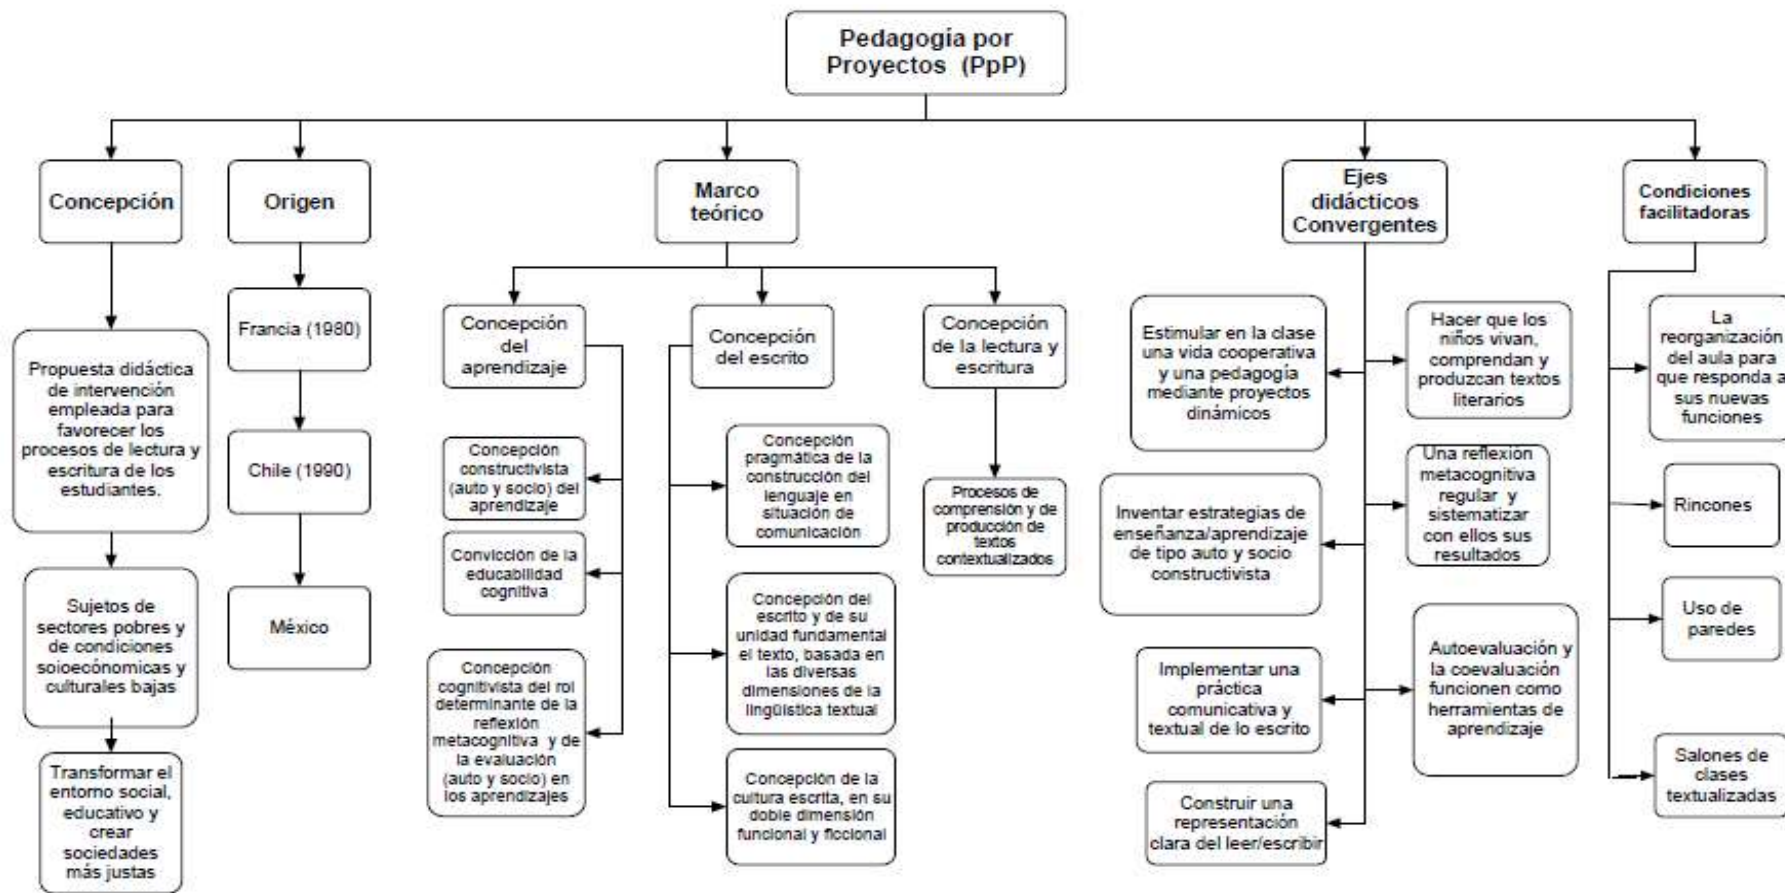 Pedagogía por
Proyectos (PpP)
Concepción
Origen
Marco
teórico
Ejes
didácticos
Convergentes
Condiciones
facilitadoras
Propuesta didáctica
de intervención
empleada para
favorecer los
procesos de lectura y
escritura de los
estudiantes.
Sujetos de
sectores pobres y
de condiciones
soioecónomicas y
culturales bajas
Transformar el
entorno social,
educativo y
crear
sociedades
más justas
Francia (1980)
Chile (1990)
México
Concepción
del
aprendizaje
Concepción
constructivista
(auto y socio) del
aprendizaje
Convicción de la
educabilidad
cognitiva
Concepción
cognitivista del rol
determinante de la
reflexión
metacognitiva y de
la evaluación
(auto y socio) en
los aprendizajes
Concepción
del escrito
Concepción
pragmática de la
construcción del
lenguaje en
situación de
comunicación
Concepción del
escrito y de su
unidad fundamental
el texto, basada en
las diversas
dimensiones de la
lingüística textual
Concepción de la
cultura escrita, en su
doble dimensión
funcional y ficcional
Concepción
de la lectura y
escritura
Procesos de
comprensión y de
producción de
textos
contextualizados
Estimular en la clase
una vida cooperativa
y una pedagogía
mediante proyectos
dinámicos
Inventar estrategias de
enseñanza/aprendizaje
de tipo auto y socio
constructivista
Implementar una
práctica
comunicativa y
textual de lo escrito
Construir una
representación
clara del leer/escribir
Hacer que los
niños vivan,
comprendan y
produzcan textos
literarios
Una reflexión
metacognitiva
regular y
sistematizar
con ellos sus
resultados
Autoevaluación y
la coevaluación
funcionen como
herramientas de
aprendizaje
La
reorganización
del aula para
que responda a
sus nuevas
funciones
Rincones
Uso de
paredes
Salones de
clases
textualizadas